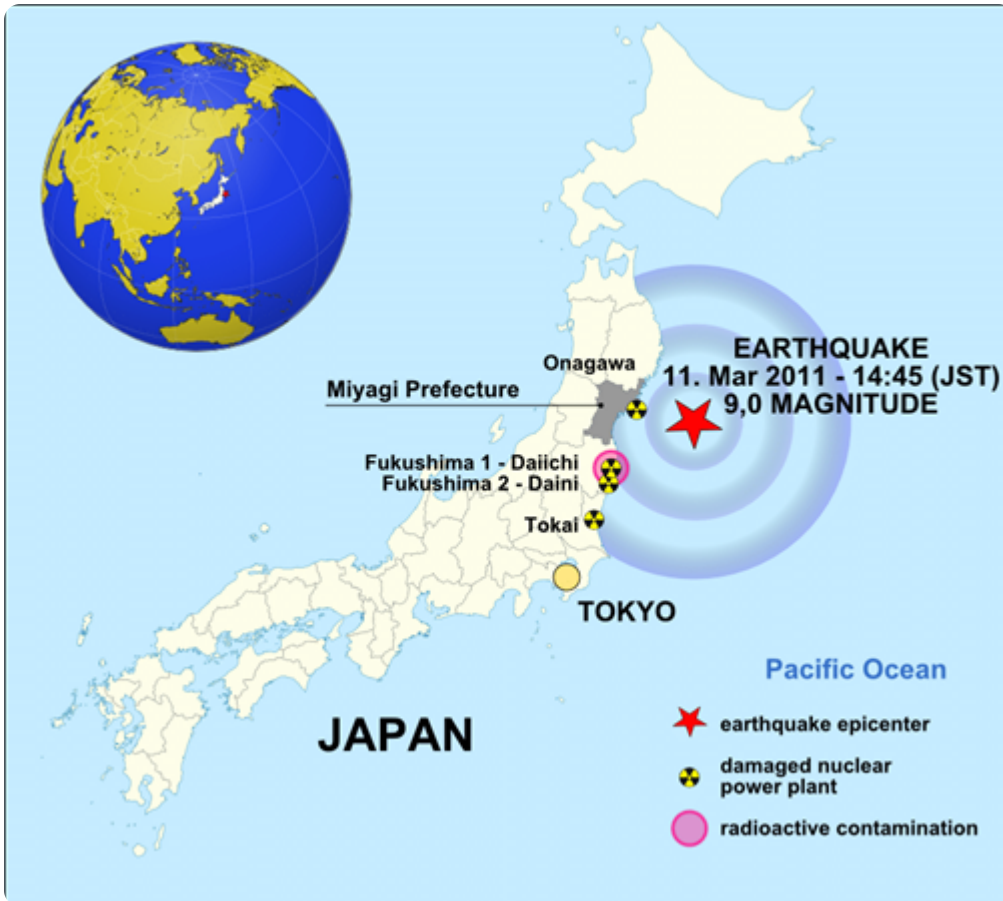 Onagawa
EARTHQUAKE
11. Mar 2011 - 14:45 (JST)
9,0 MAGNITUDE
Miyagi Prefecture
Fukushima 1 - Daiichi
Fukushima 2 - Daini
Tokai
TOKYO
Pacific Ocean
JAPAN
earthquake epicenter
damaged nuclear
power plant
radioactive contamination